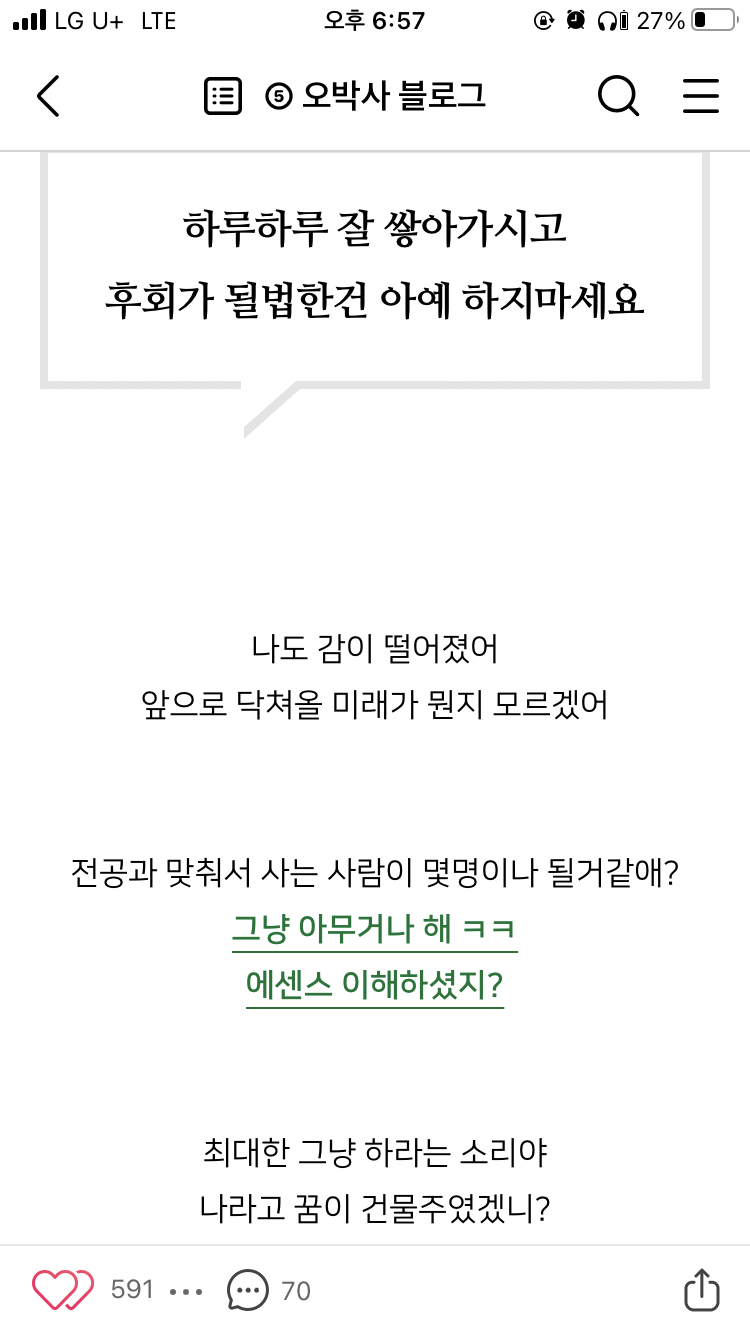 LG U+ LTE 오후 6:57 27%
⑤ 오박사 블로그
하루하루 잘 쌓아가시고
후회가 될법한건 아예 하지마세요
나도 감이 떨어졌어
앞으로 닥쳐올 미래가 뭔지 모르겠어
전공과 맞춰서 사는 사람이 몇명이나 될거같애?
그냥 아무거나 해 ㅋㅋ
에센스 이해하셨지?
최대한 그냥 하라는 소리야
나라고 꿈이 건물주였겠니?
591 70